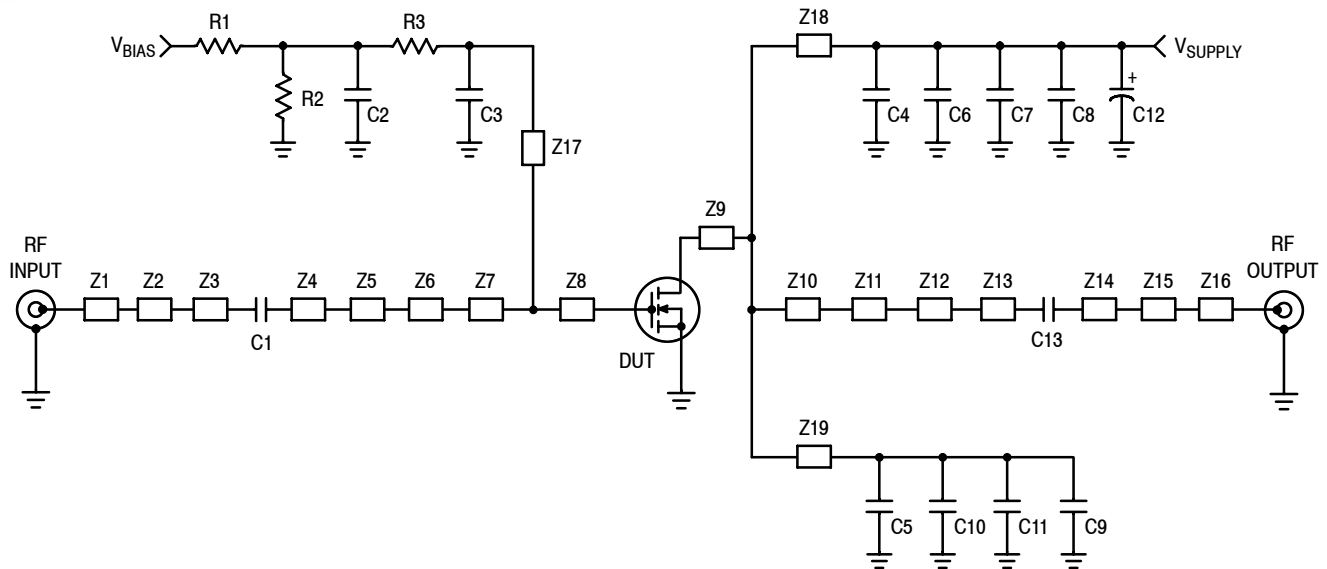 Z18
R1
R3
VBIAS
VSUPPLY
+
R2
C2
C3
C4
C6
C7
C8
C12
Z17
Z9
RF
INPUT
Z1
Z2
Z3
Z4
Z5
Z6
Z7
Z8
Z10
Z11
Z12
Z13
Z14
Z15
Z16
RF
OUTPUT
C1
DUT
C13
Z19
C5
C10
C11
C9